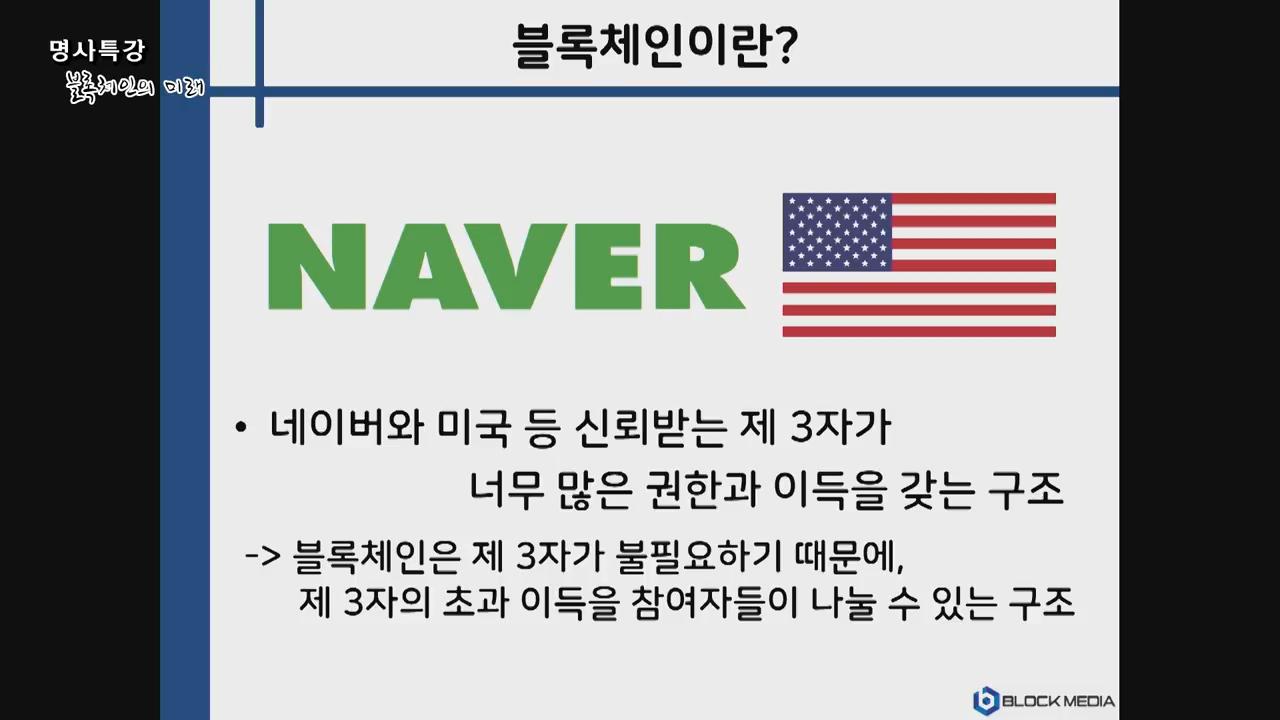 명사특강
블록체인의 미래
블록체인이란?
NAVER
• 네이버와 미국 등 신뢰받는 제 3자가
너무 많은 권한과 이득을 갖는 구조
-> 블록체인은 제 3자가 불필요하기 때문에,
제 3자의 초과 이득을 참여자들이 나눌 수 있는 구조
BLOCK MEDIA